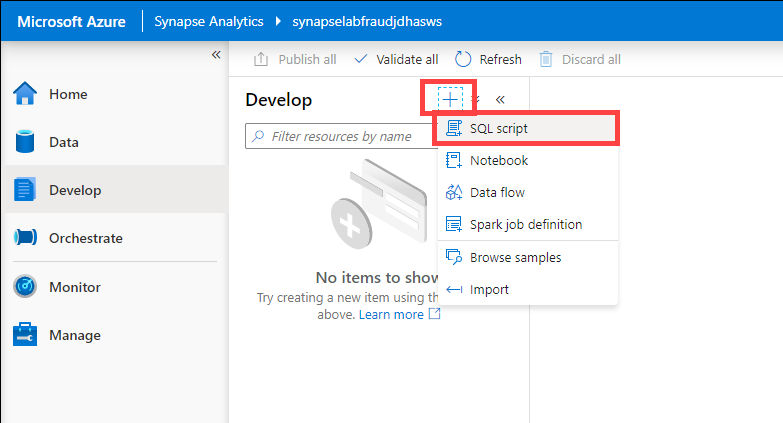 Microsoft Azure
Synapse Analytics
synapselabfraudjdhasws
Publish all
Validate all
Refresh
Discard all
Home
Data
Develop
Orchestrate
Monitor
Manage
Develop
Filter resources by name
SQL script
Notebook
Data flow
Spark job definition
Browse samples
Import
No items to show
Try creating a new item using th
above. Learn more